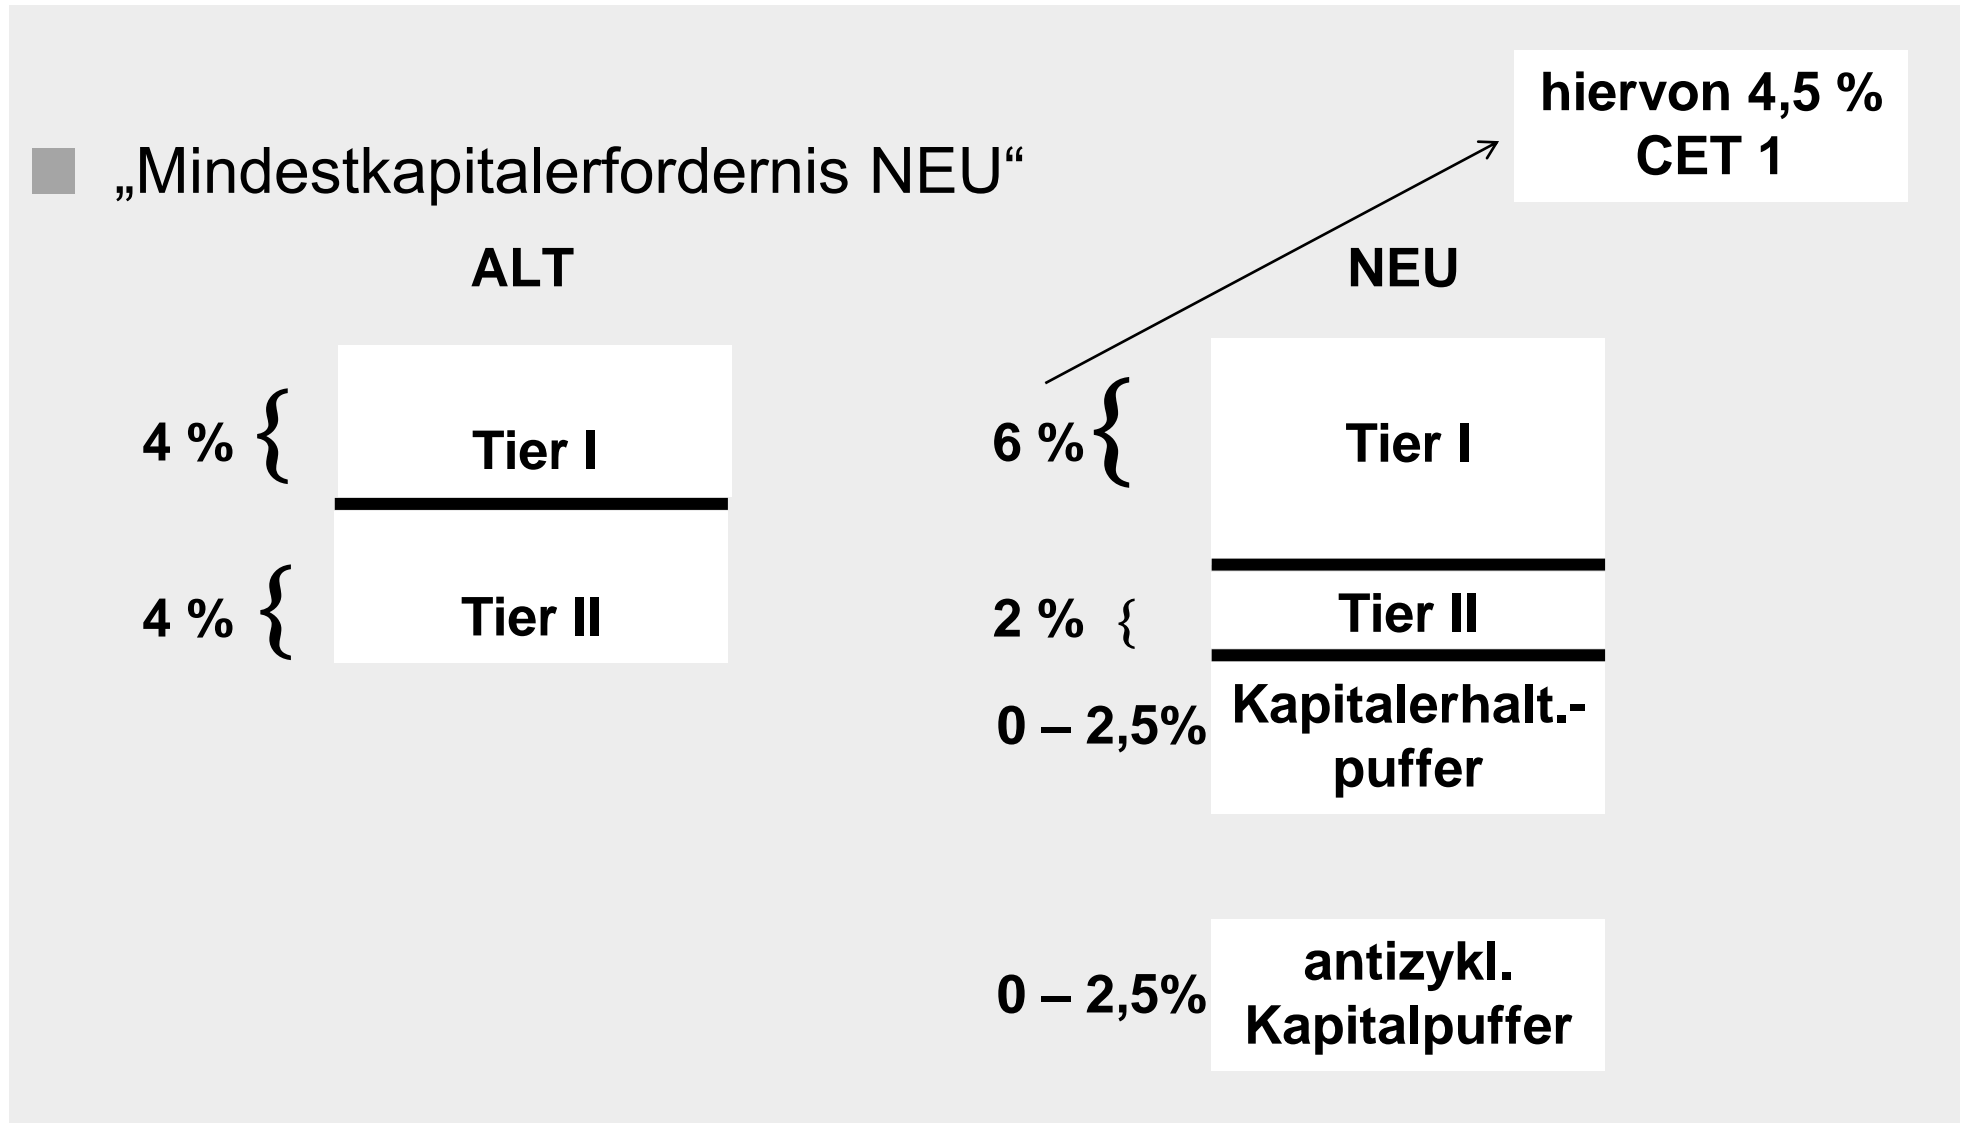 hiervon 4,5 %
CET 1
„Mindestkapitalerfordernis NEU“
ALT
NEU
4 % {
Tier I
4 % {
Tier II
6 % {
Tier I
2 % {
Tier II
0 – 2,5%
Kapitalerhalt.-
puffer
0 – 2,5%
antizykl.
Kapitalpuffer